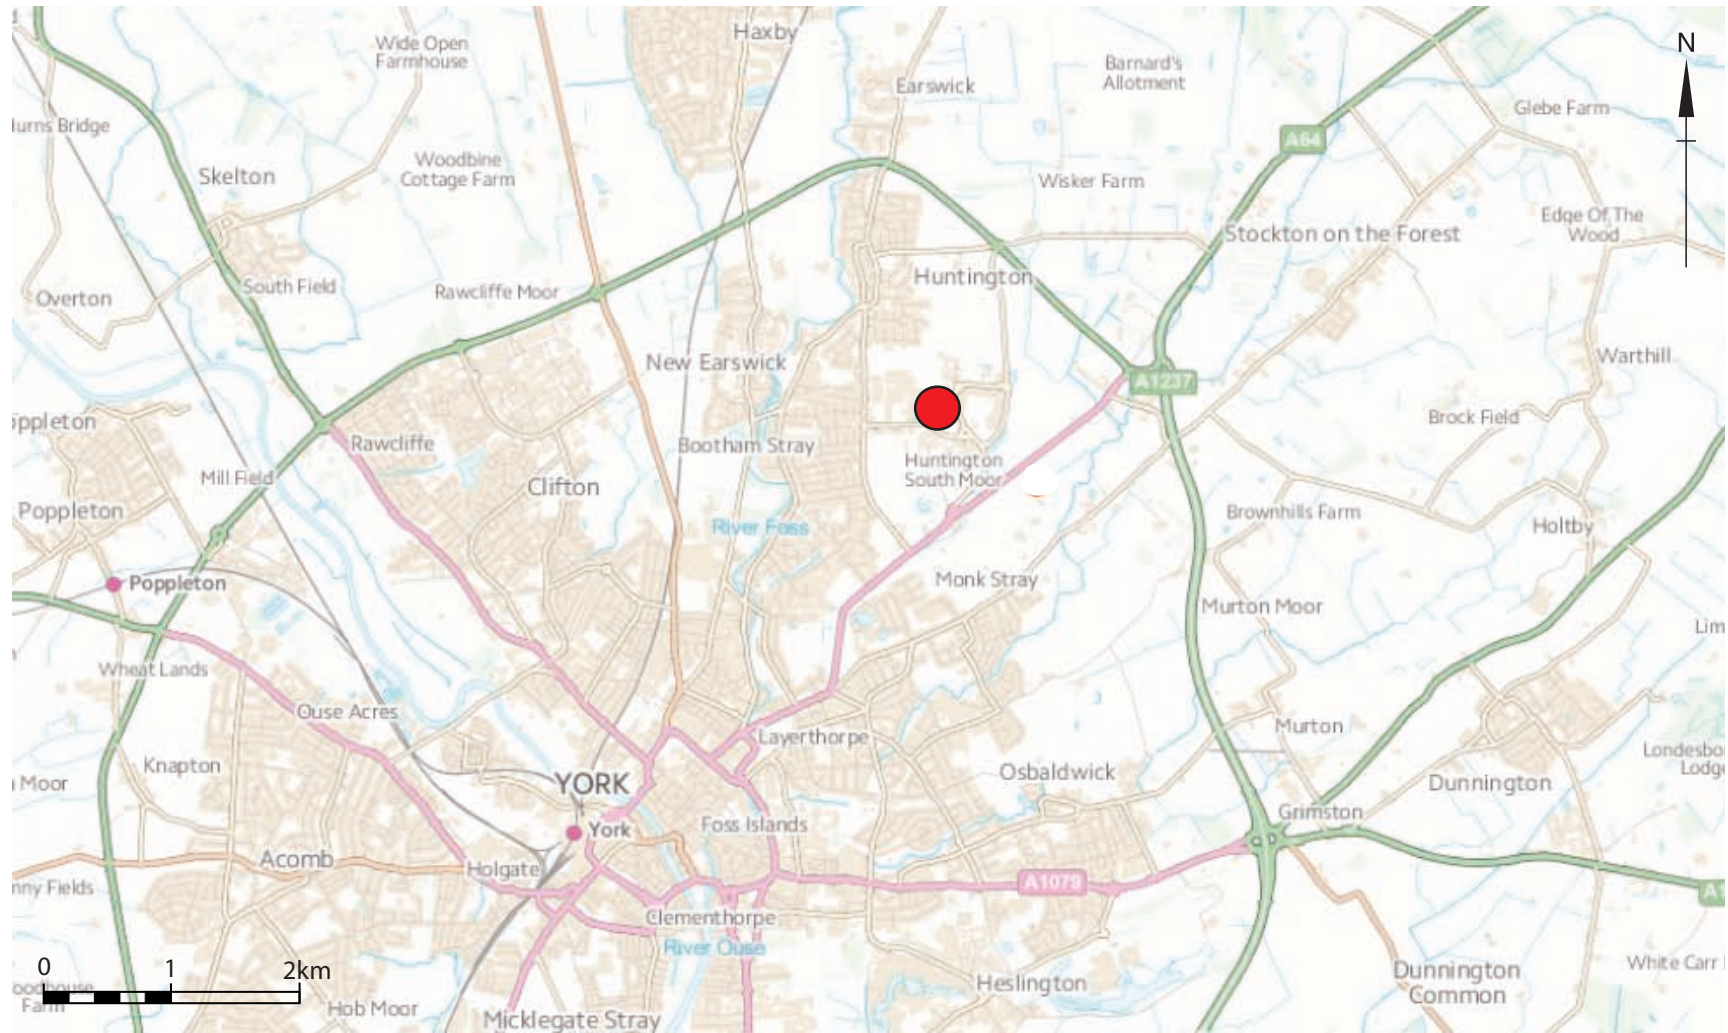 Haxby
Wide Open
Farmhouse
N
Barnard's
Allotment
Earswick
Glebe Farm
A64
Woodbine
Cottage Farm
Skelton
Wisker Farm
Edge Of The
Wood
Stockton on the Forest
Huntington
South Field
Rawcliffe Moor
Overton
New Earswick
Warthill
A1237
Brock Field
Rawcliffe
Bootham Stray
Huntington
South Moor
Mill Field
Clifton
Poppleton
Brownhills Farm
River Foss
Holtby
Monk Stray
Poppleton
Murton Moor
Wheat Lands
Ouse Acres
Murton
Layerthorpe
Knapton
Osbaldwick
Dunnington
YORK
Moor
Grimston
York
Foss Islands
Acomb
Holgate
A1079
Clementhorpe
River Ouse
0 1 2km
Heslington
Dunnington
Common
White Carr
Farm
Hob Moor
Micklegate Stray